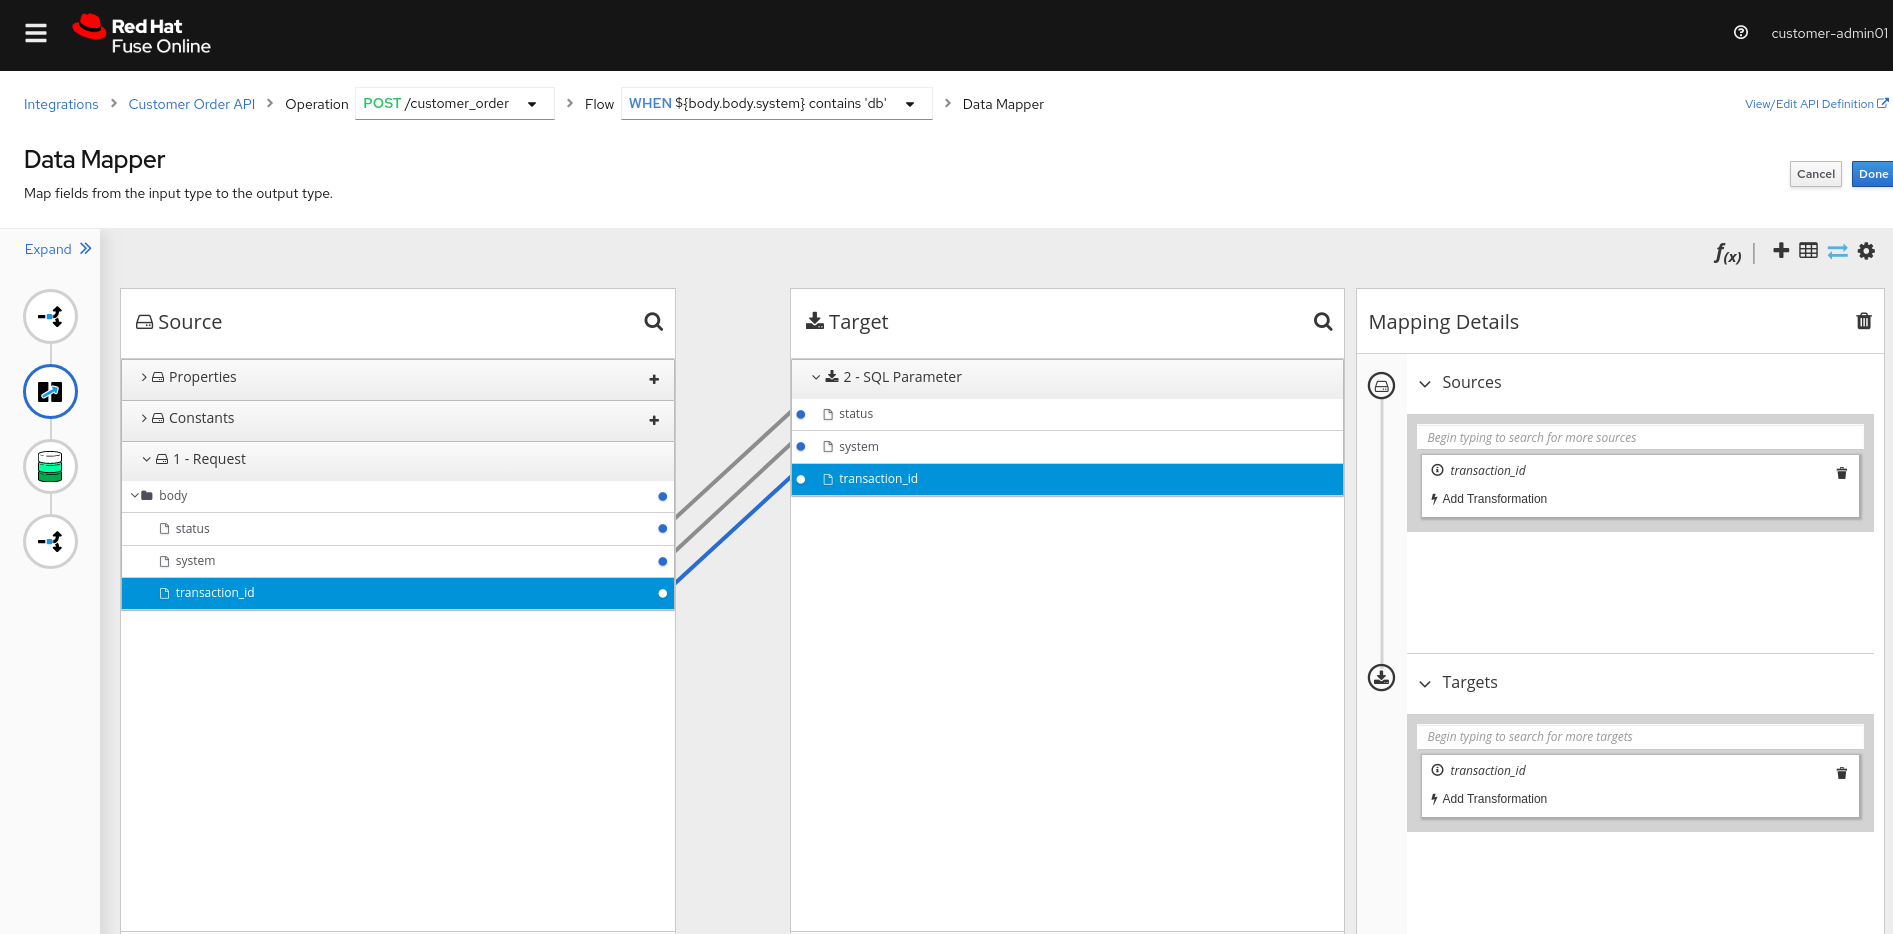 Red Hat
Fuse Online
customer-admin01
Integrations > Customer Order API > Operation POST /customer_order > Flow WHEN ${body.body.system} contains 'db' > Data Mapper
View/Edit API Definition
Data Mapper
Map fields from the input type to the output type.
Cancel Done
Expand
f(x)
Source
Properties
Constants
1 - Request
body
status
system
transaction_id
Target
2 - SQL Parameter
status
system
transaction_id
Mapping Details
Sources
Begin typing to search for more sources
transaction_id
Add Transformation
Targets
Begin typing to search for more targets
transaction_id
Add Transformation